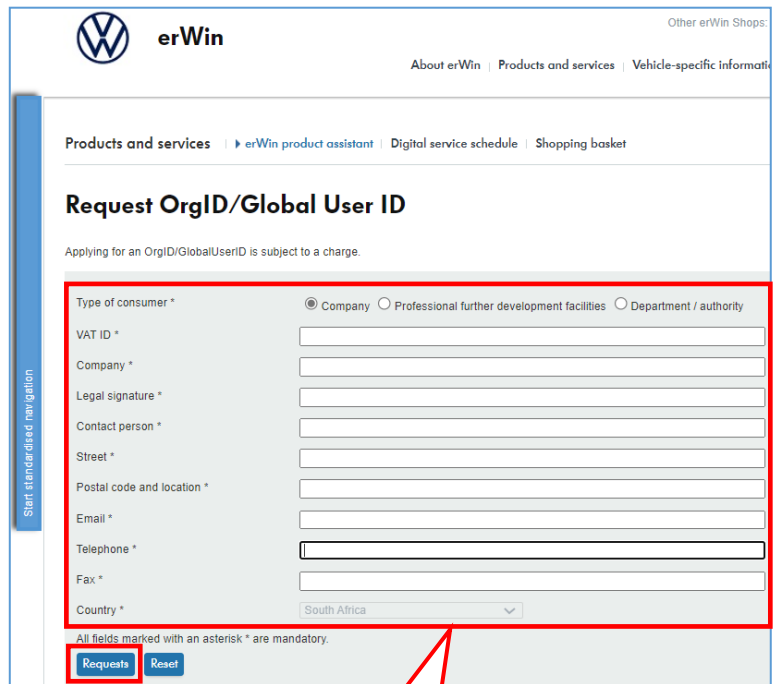 Other erWin Shops:
erWin
About erWin | Products and services | Vehicle-specific informatio
Products and services | erWin product assistant | Digital service schedule | Shopping basket
Request OrgID/Global User ID
Applying for an OrgID/GlobalUserID is subject to a charge.
Type of consumer * Company Professional further development facilities Department / authority
VAT ID *
Company *
Legal signature *
Contact person *
Street *
Postal code and location *
Email *
Telephone *
Fax *
Country * South Africa
All fields marked with an asterisk * are mandatory.
Requests Reset
Start standardised navigation